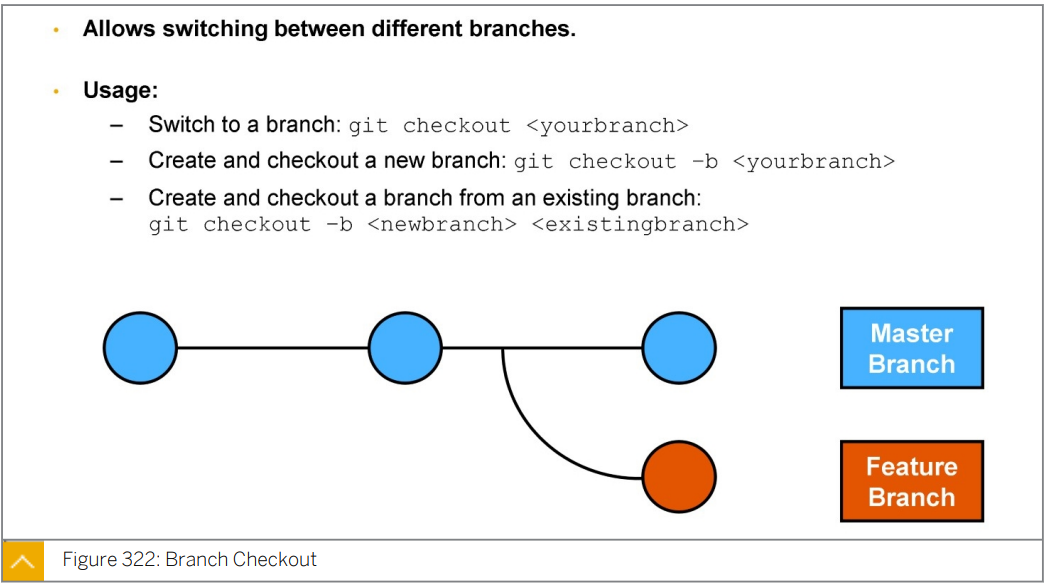 • Allows switching between different branches.
• Usage:
– Switch to a branch: git checkout <yourbranch>
– Create and checkout a new branch: git checkout –b <yourbranch>
– Create and checkout a branch from an existing branch:
git checkout –b <newbranch> <existingbranch>
Master
Branch
Feature
Branch
Figure 322: Branch Checkout